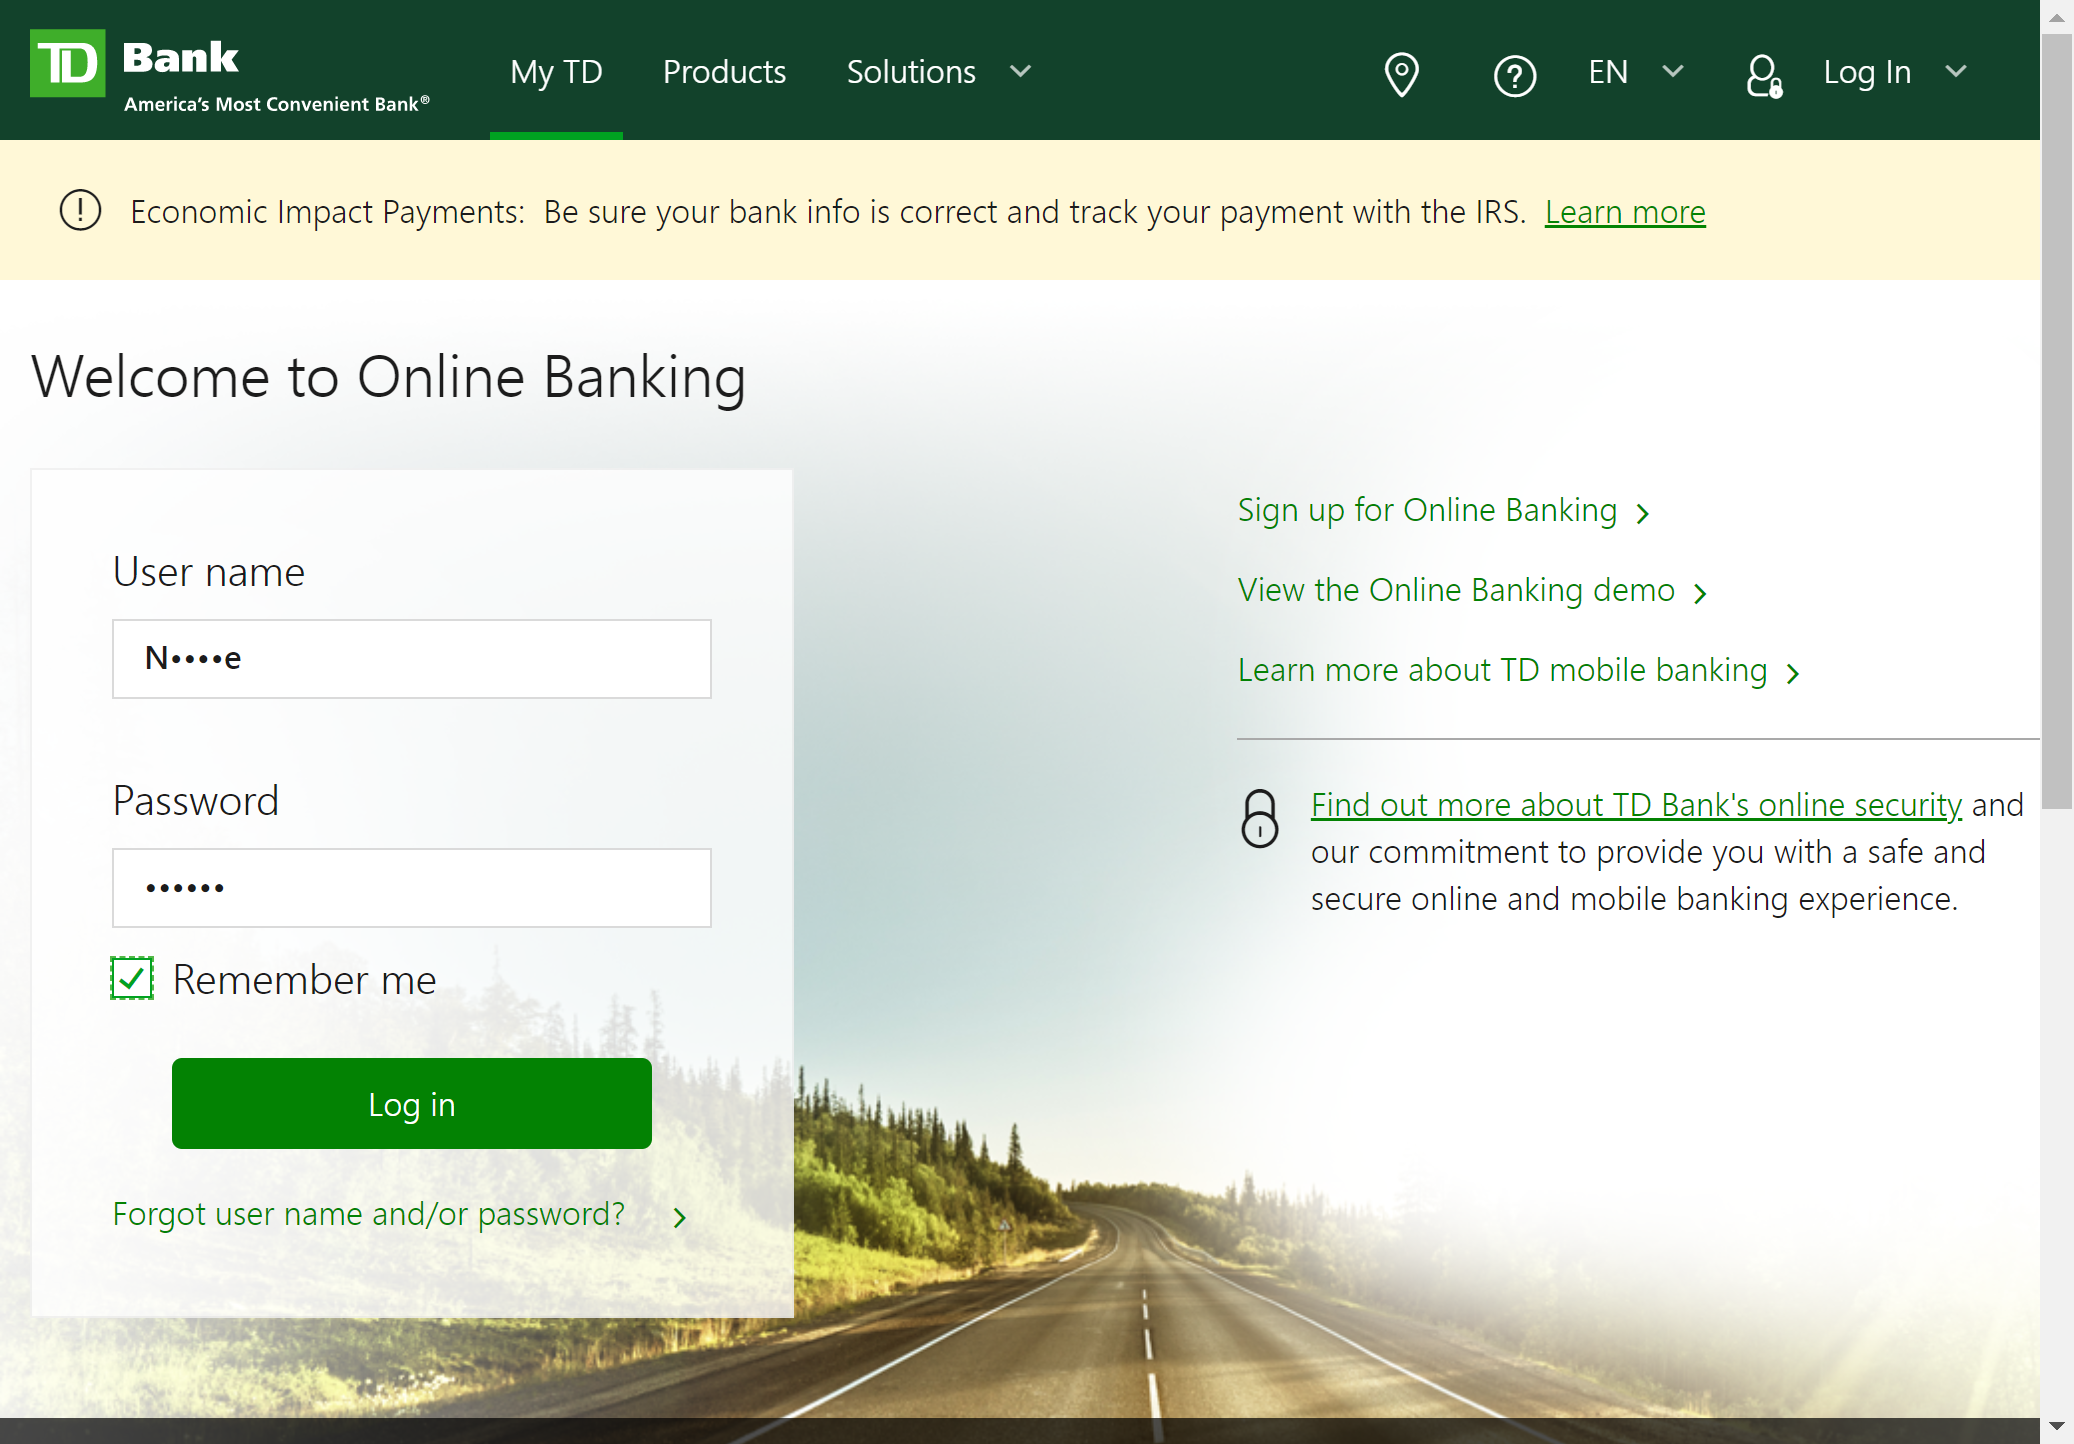 TD Bank
America's Most Convenient Bank®
My TD
Products
Solutions
EN
Log In
Economic Impact Payments: Be sure your bank info is correct and track your payment with the IRS. Learn more
Welcome to Online Banking
User name
N••••e
Password
••••••
Remember me
Log in
Forgot user name and/or password?
Sign up for Online Banking
View the Online Banking demo
Learn more about TD mobile banking
Find out more about TD Bank's online security and
our commitment to provide you with a safe and
secure online and mobile banking experience.